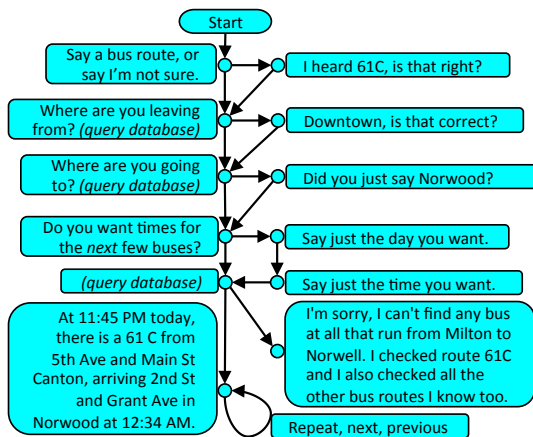 Start
Say a bus route, or
say I'm not sure.
I heard 61C, is that right?
Where are you leaving
from? (query database)
Downtown, is that correct?
Where are you going
to? (query database)
Did you just say Norwood?
Do you want times for
the next few buses?
Say just the day you want.
(query database)
Say just the time you want.
At 11:45 PM today,
there is a 61 C from
5th Ave and Main St
Canton, arriving 2nd St
and Grant Ave in
Norwood at 12:34 AM.
I'm sorry, I can't find any bus
at all that run from Milton to
Norwell. I checked route 61C
and I also checked all the
other bus routes I know too.
Repeat, next, previous